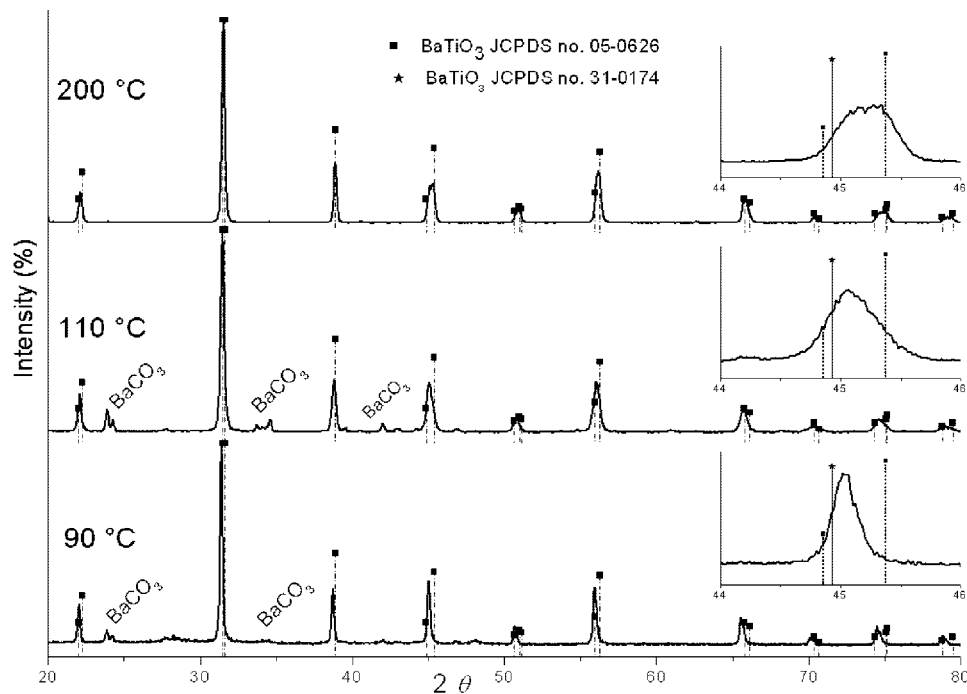 ■ BaTiO₃ JCPDS no. 05-0626
★ BaTiO₃ JCPDS no. 31-0174
200 °C
44 45 46
110 °C
BaCO₃ BaCO₃ BaCO₃
44 45 46
90 °C
BaCO₃ BaCO₃
44 45 46
Intensity (%)
20 30 40 50 60 70 80
2 θ